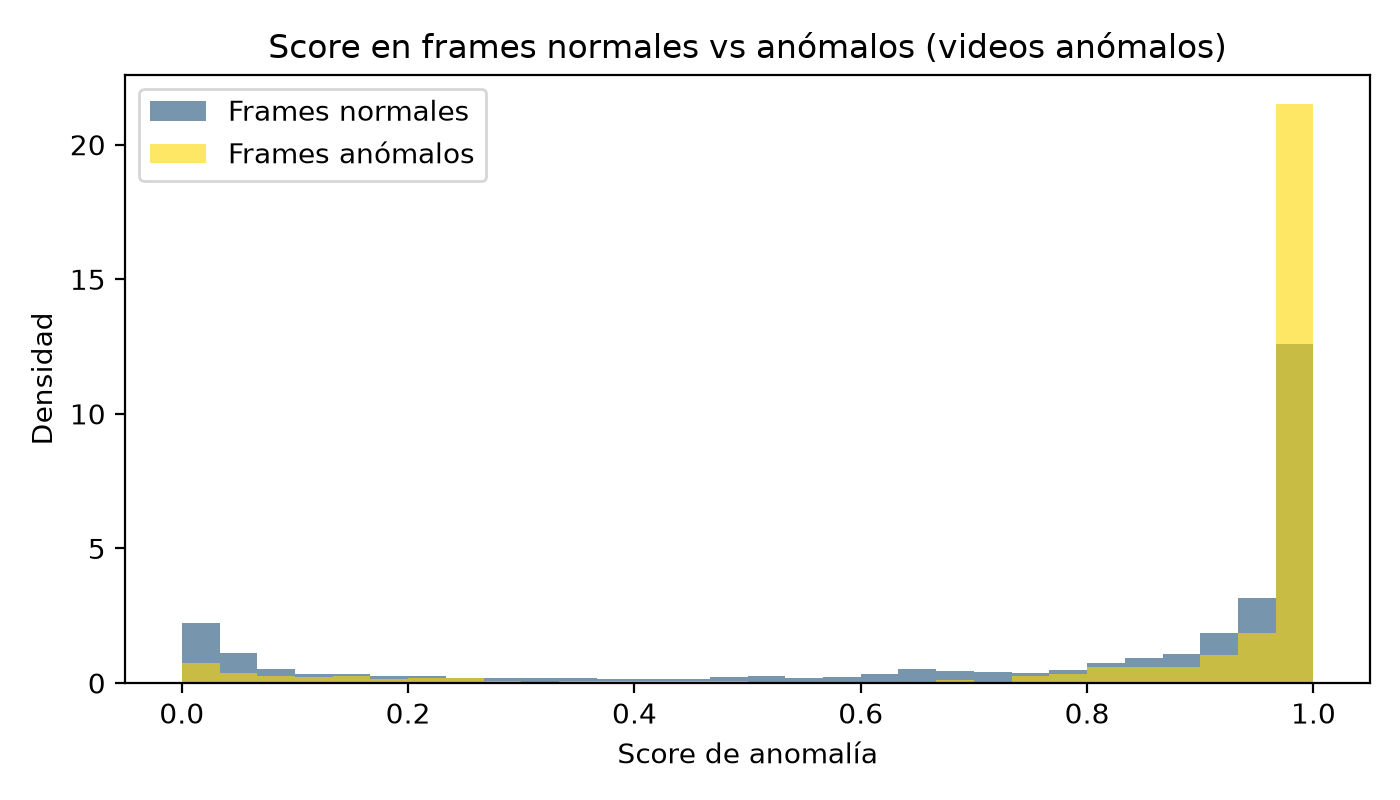 Score en frames normales vs anómalos (videos anómalos)
Frames normales
Frames anómalos
Densidad
20
15
10
5
0
0.0 0.2 0.4 0.6 0.8 1.0
Score de anomalía